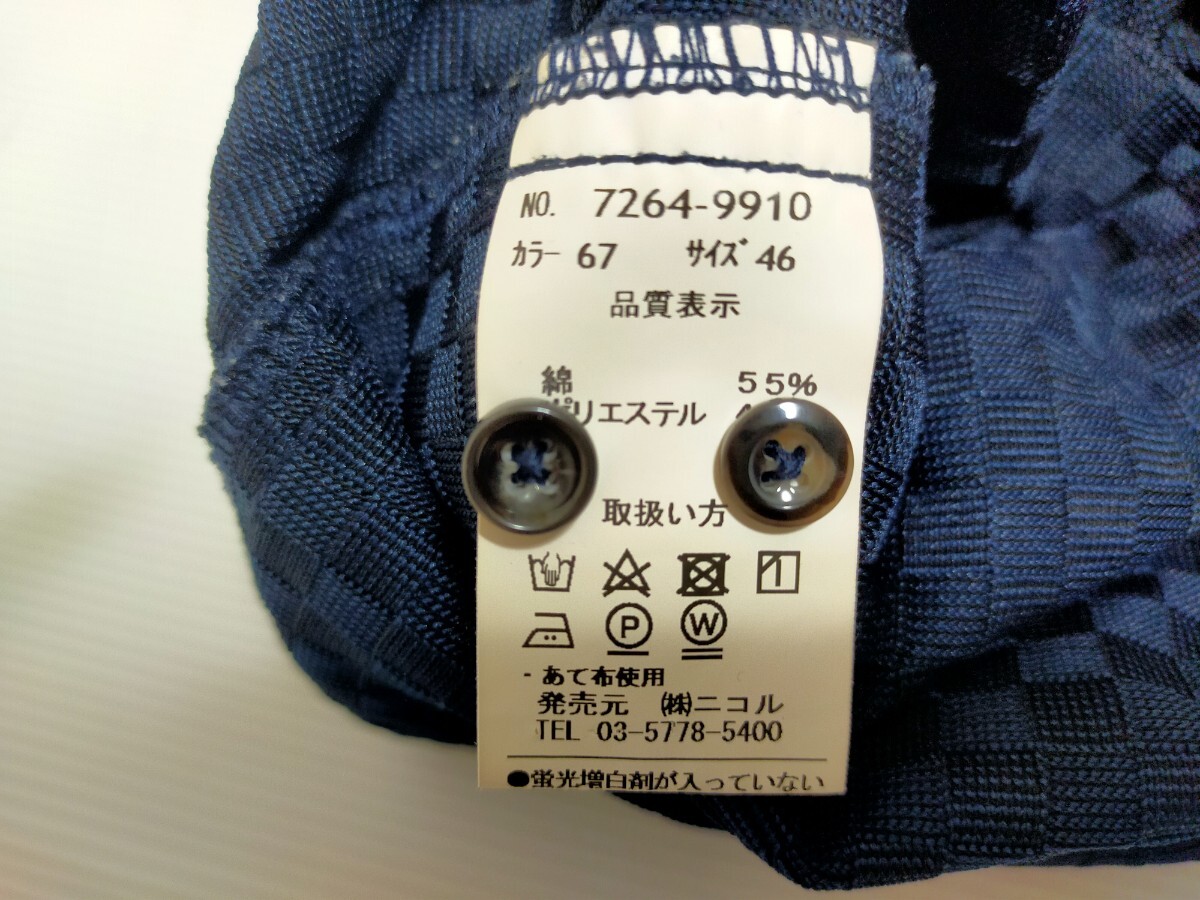 NO. 7264-9910
カラー 67 サイズ 46
品質表示
綿 55%
ポリエステル
取扱い方
P W
・あて布使用
発売元 ㈱ニコル
TEL 03-5778-5400
●蛍光増白剤が入っていない